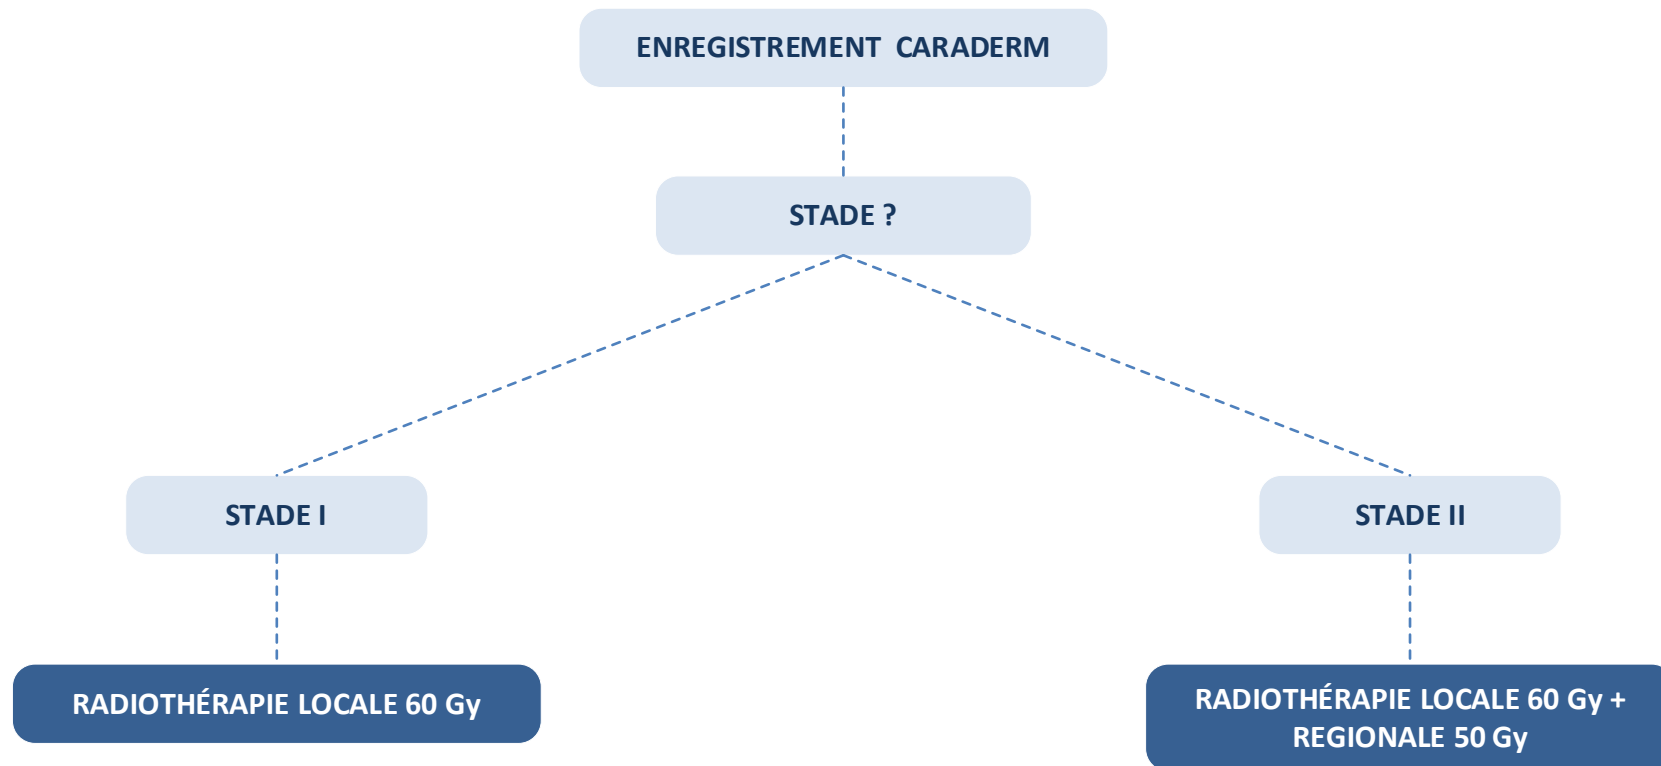 ENREGISTREMENT CARADERM
STADE ?
STADE I
STADE II
RADIOTHÉRAPIE LOCALE 60 Gy
RADIOTHÉRAPIE LOCALE 60 Gy +
REGIONALE 50 Gy